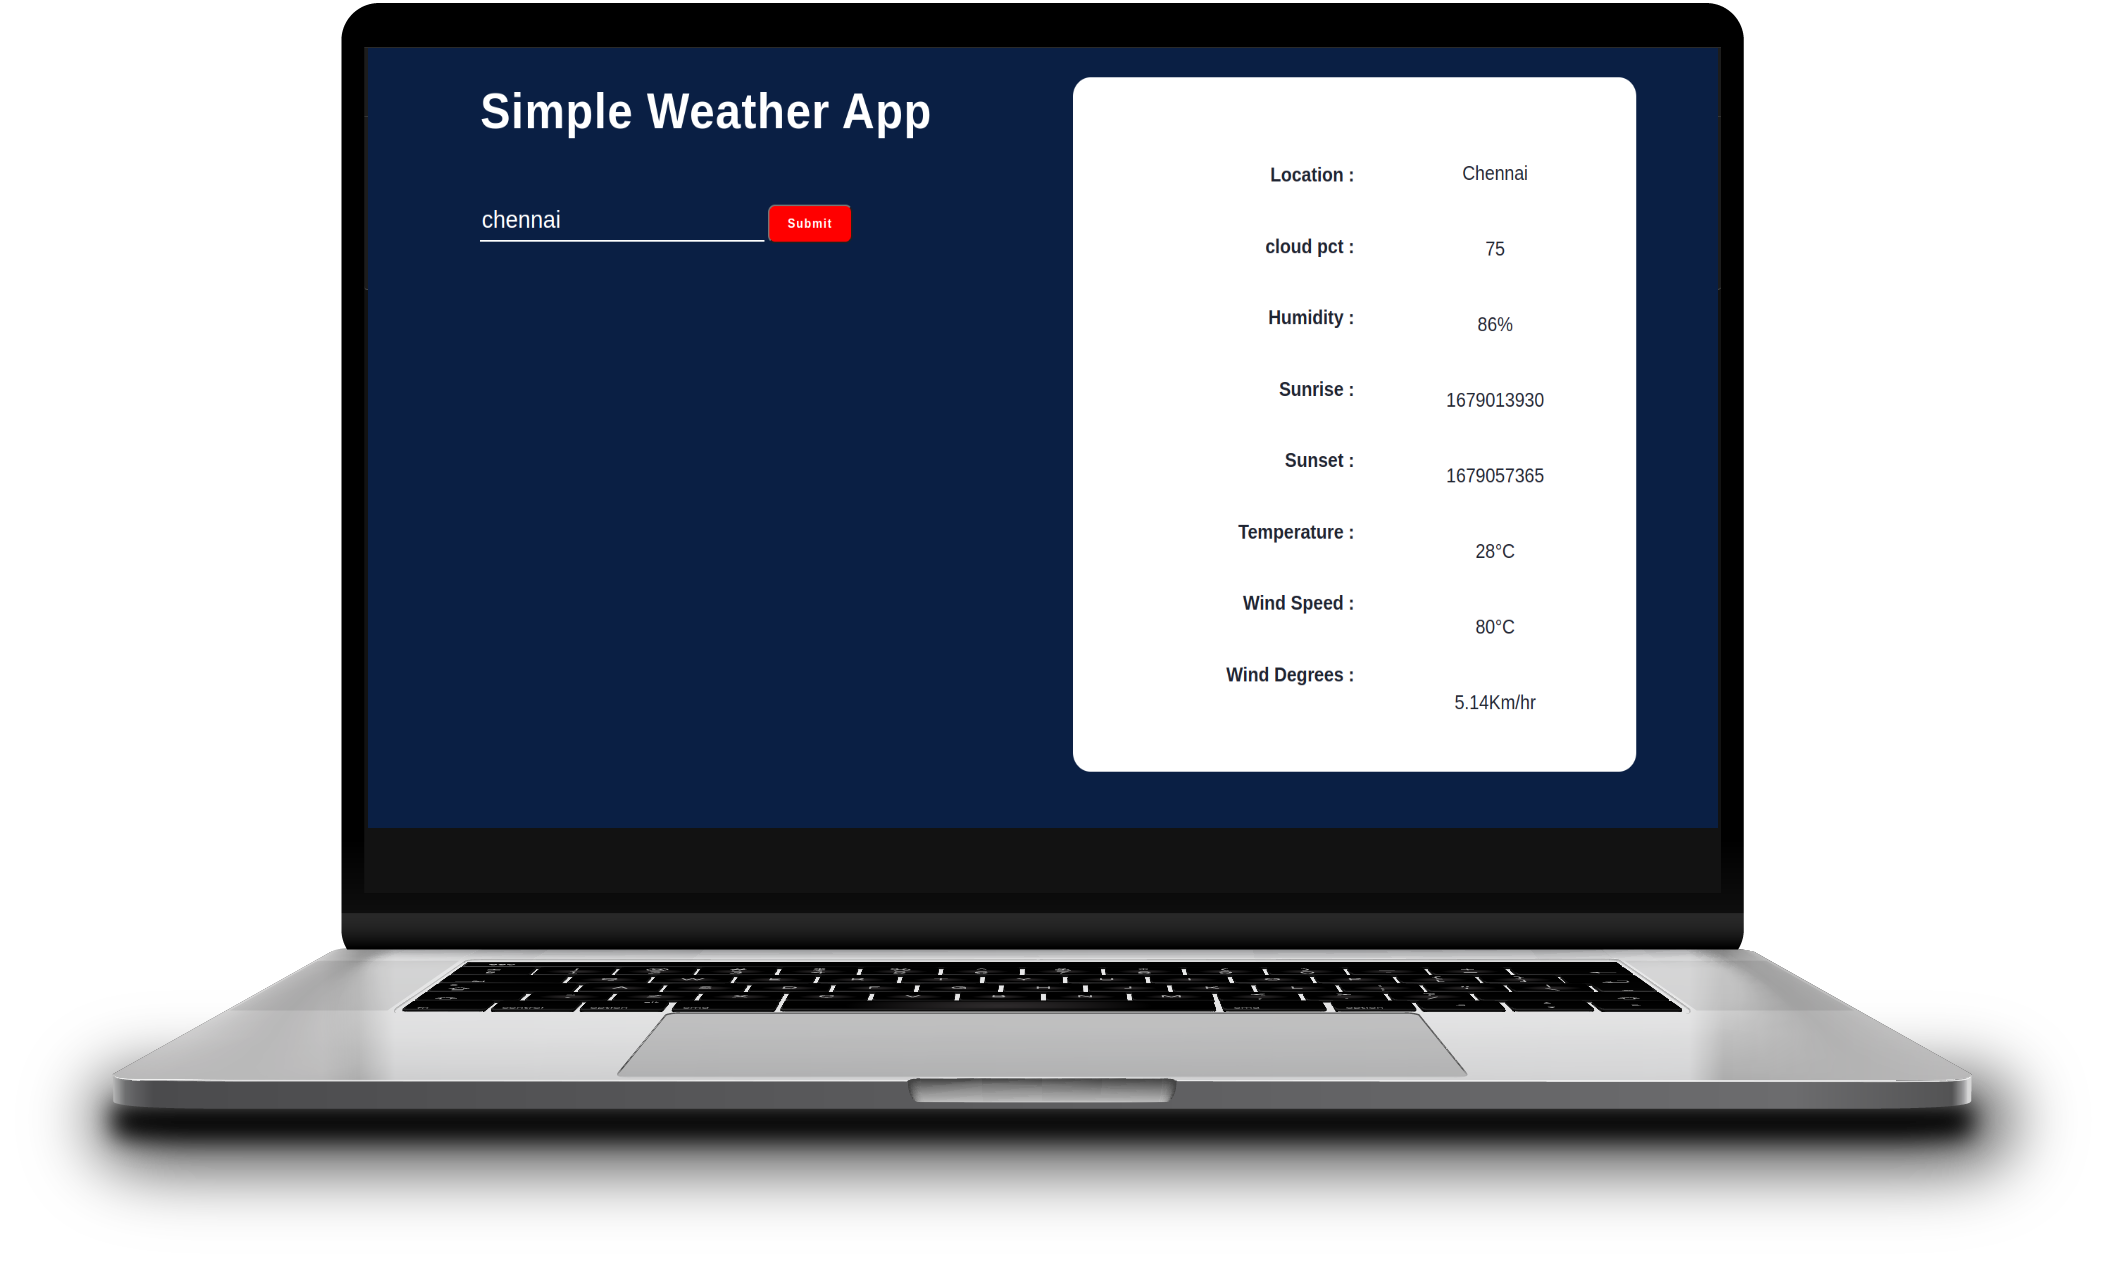 Simple Weather App
chennai
Submit
Location : Chennai
cloud pct : 75
Humidity : 86%
Sunrise : 1679013930
Sunset : 1679057365
Temperature : 28°C
Wind Speed : 80°C
Wind Degrees : 5.14Km/hr